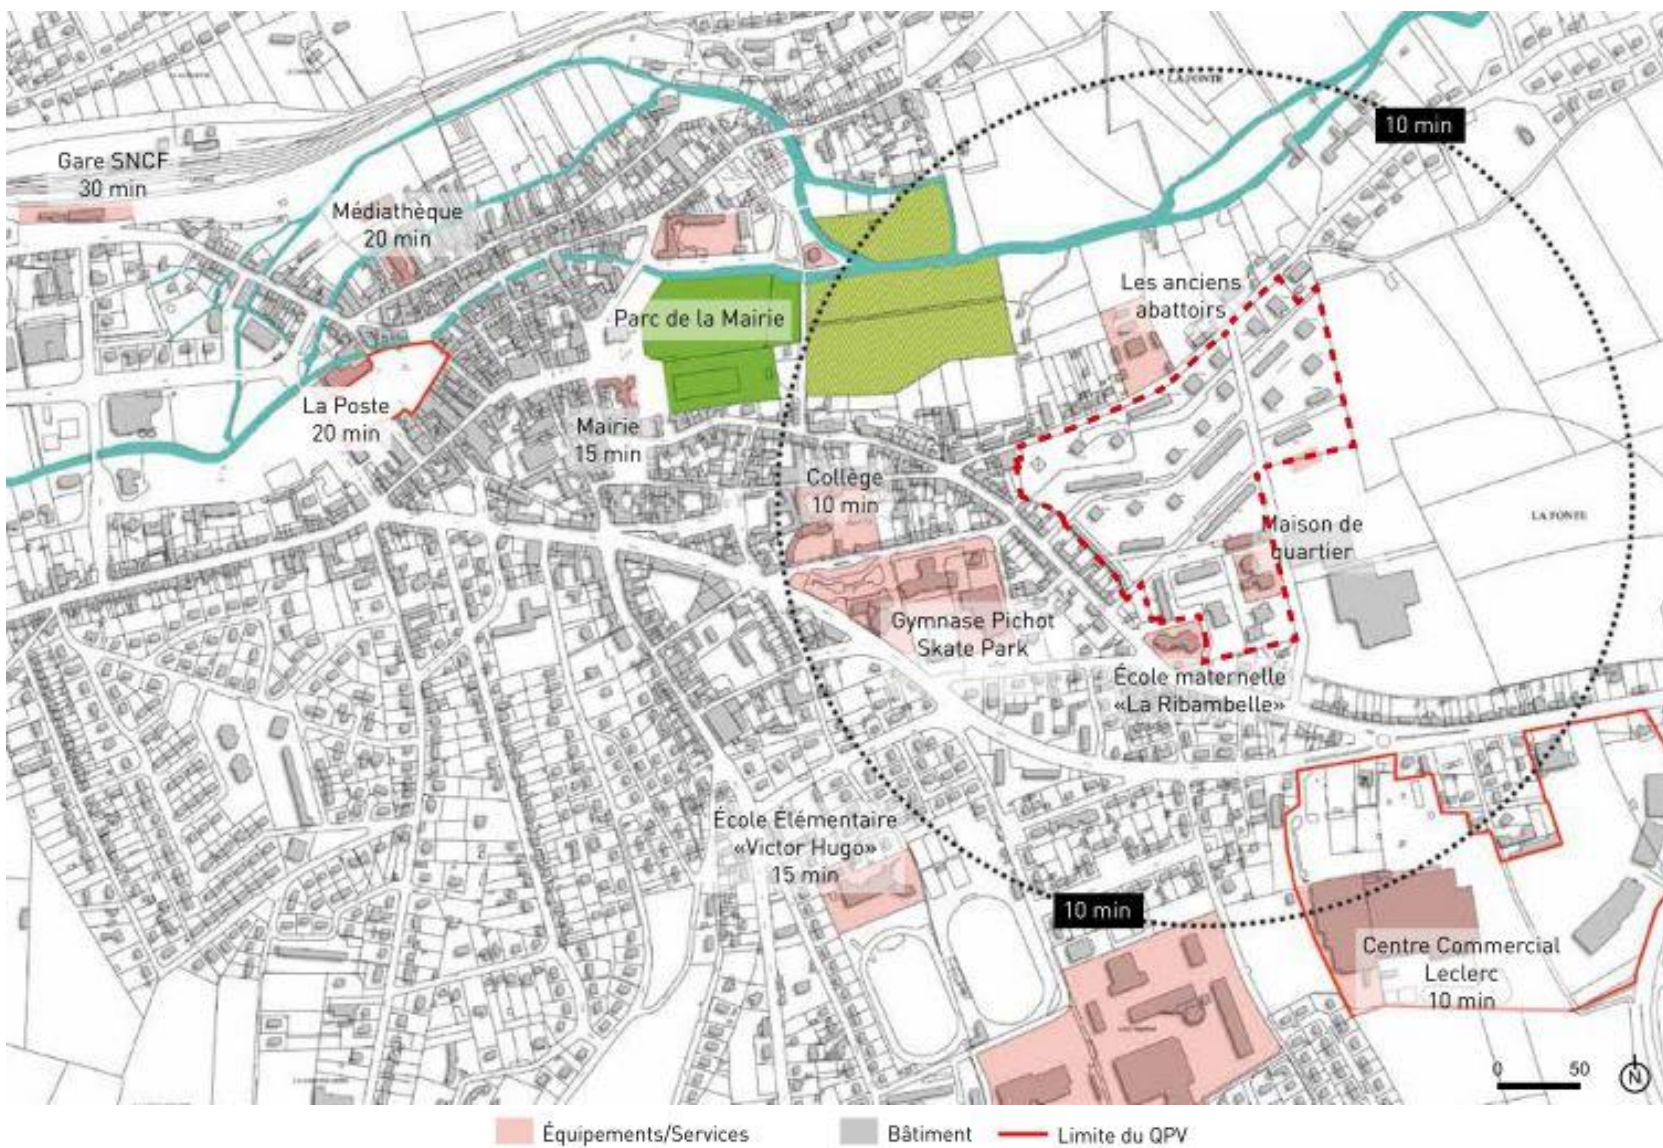 LA FONTE
10 min
Gare SNCF
30 min
Médiathèque
20 min
Les anciens
abattoirs
Parc de la Mairie
La Poste
20 min
Mairie
15 min
Collège
10 min
LA FONTE
Maison de
quartier
Gymnase Pichot
Skate Park
École maternelle
«La Ribambelle»
École Élémentaire
«Victor Hugo»
15 min
10 min
Centre Commercial
Leclerc
10 min
0 50
N
Équipements/Services
Bâtiment
Limite du QPV